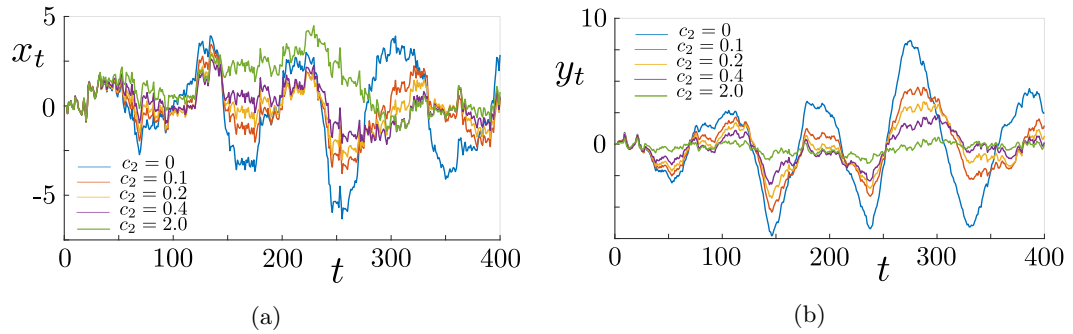 5
x_t
0
-5
c_2 = 0
c_2 = 0.1
c_2 = 0.2
c_2 = 0.4
c_2 = 2.0
0 100 200 300 400
t
(a)
10
y_t
0
c_2 = 0
c_2 = 0.1
c_2 = 0.2
c_2 = 0.4
c_2 = 2.0
0 100 200 300 400
t
(b)